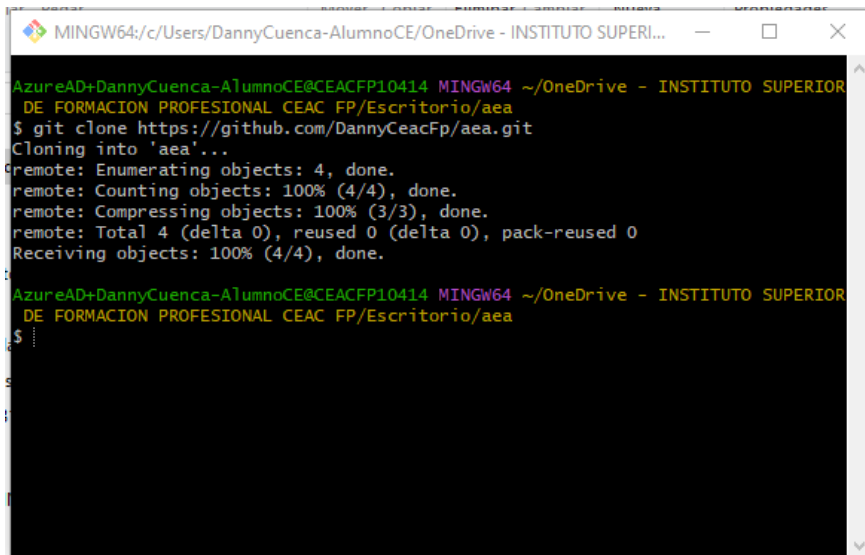 MINGW64:/c/Users/DannyCuenca-AlumnoCE/OneDrive - INSTITUTO SUPERI...
AzureAD+DannyCuenca-AlumnoCE@CEACFP10414 MINGW64 ~/OneDrive - INSTITUTO SUPERIOR
DE FORMACION PROFESIONAL CEAC FP/Escritorio/aea
$ git clone https://github.com/DannyCeacFp/aea.git
Cloning into 'aea'...
remote: Enumerating objects: 4, done.
remote: Counting objects: 100% (4/4), done.
remote: Compressing objects: 100% (3/3), done.
remote: Total 4 (delta 0), reused 0 (delta 0), pack-reused 0
Receiving objects: 100% (4/4), done.
AzureAD+DannyCuenca-AlumnoCE@CEACFP10414 MINGW64 ~/OneDrive - INSTITUTO SUPERIOR
DE FORMACION PROFESIONAL CEAC FP/Escritorio/aea
$